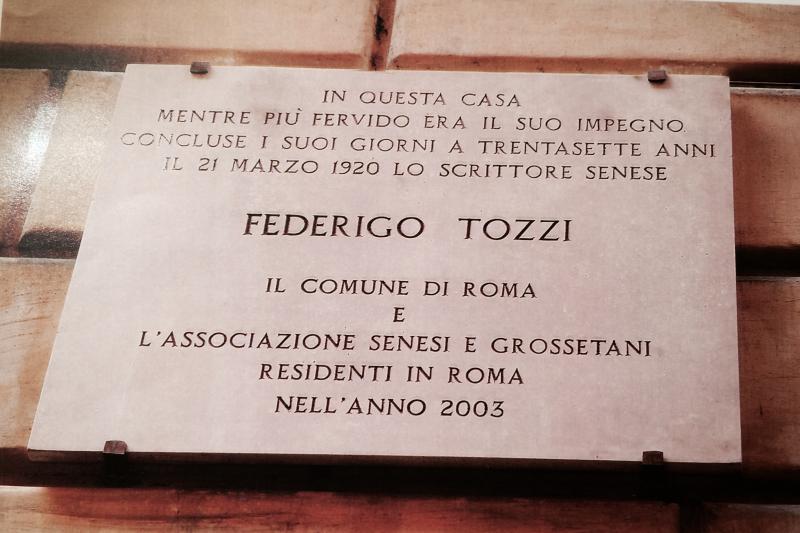 IN QUESTA CASA
MENTRE PIÙ FERVIDO ERA IL SUO IMPEGNO
CONCLUSE I SUOI GIORNI A TRENTASETTE ANNI
IL 21 MARZO 1920 LO SCRITTORE SENESE
FEDERIGO TOZZI
IL COMUNE DI ROMA
E
L'ASSOCIAZIONE SENESI E GROSSETANI
RESIDENTI IN ROMA
NELL'ANNO 2003